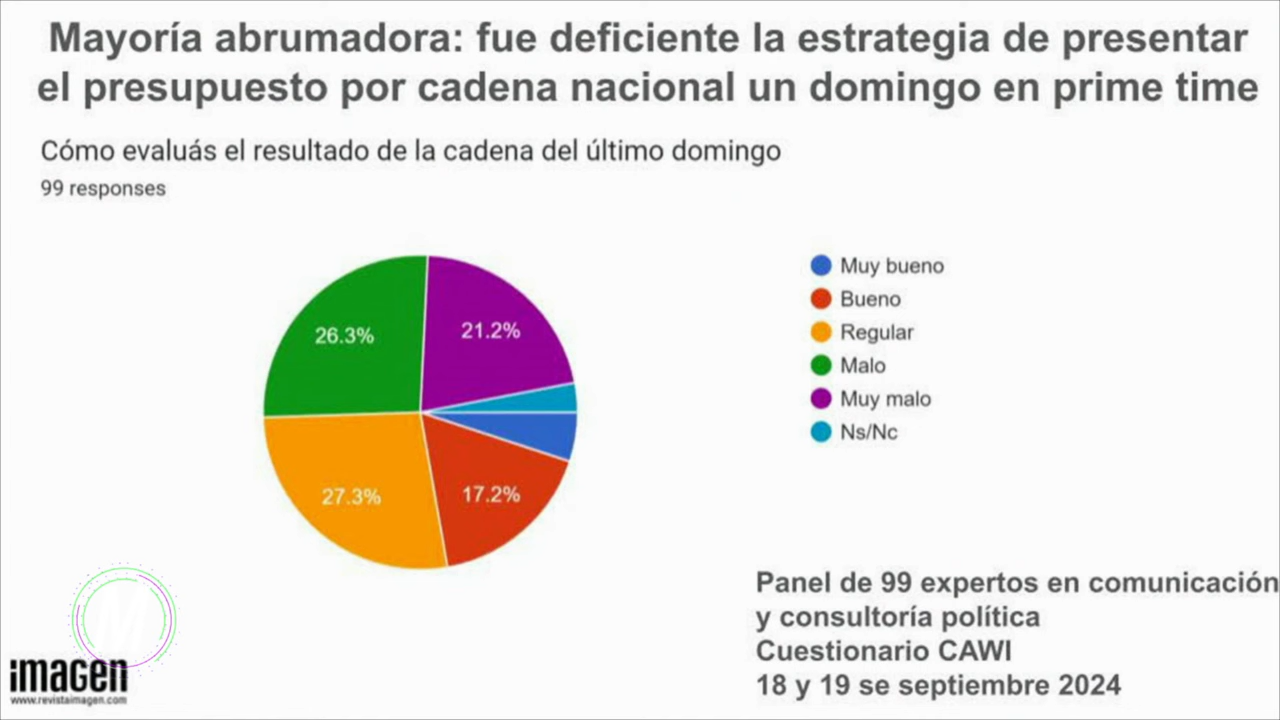 Mayoría abrumadora: fue deficiente la estrategia de presentar
el presupuesto por cadena nacional un domingo en prime time
Cómo evaluás el resultado de la cadena del último domingo
99 responses
26.3%
21.2%
27.3%
17.2%
Muy bueno
Bueno
Regular
Malo
Muy malo
Ns/Nc
Panel de 99 expertos en comunicación
y consultoría política
Cuestionario CAWI
18 y 19 se septiembre 2024
M
imagen
www.revistaimagen.com